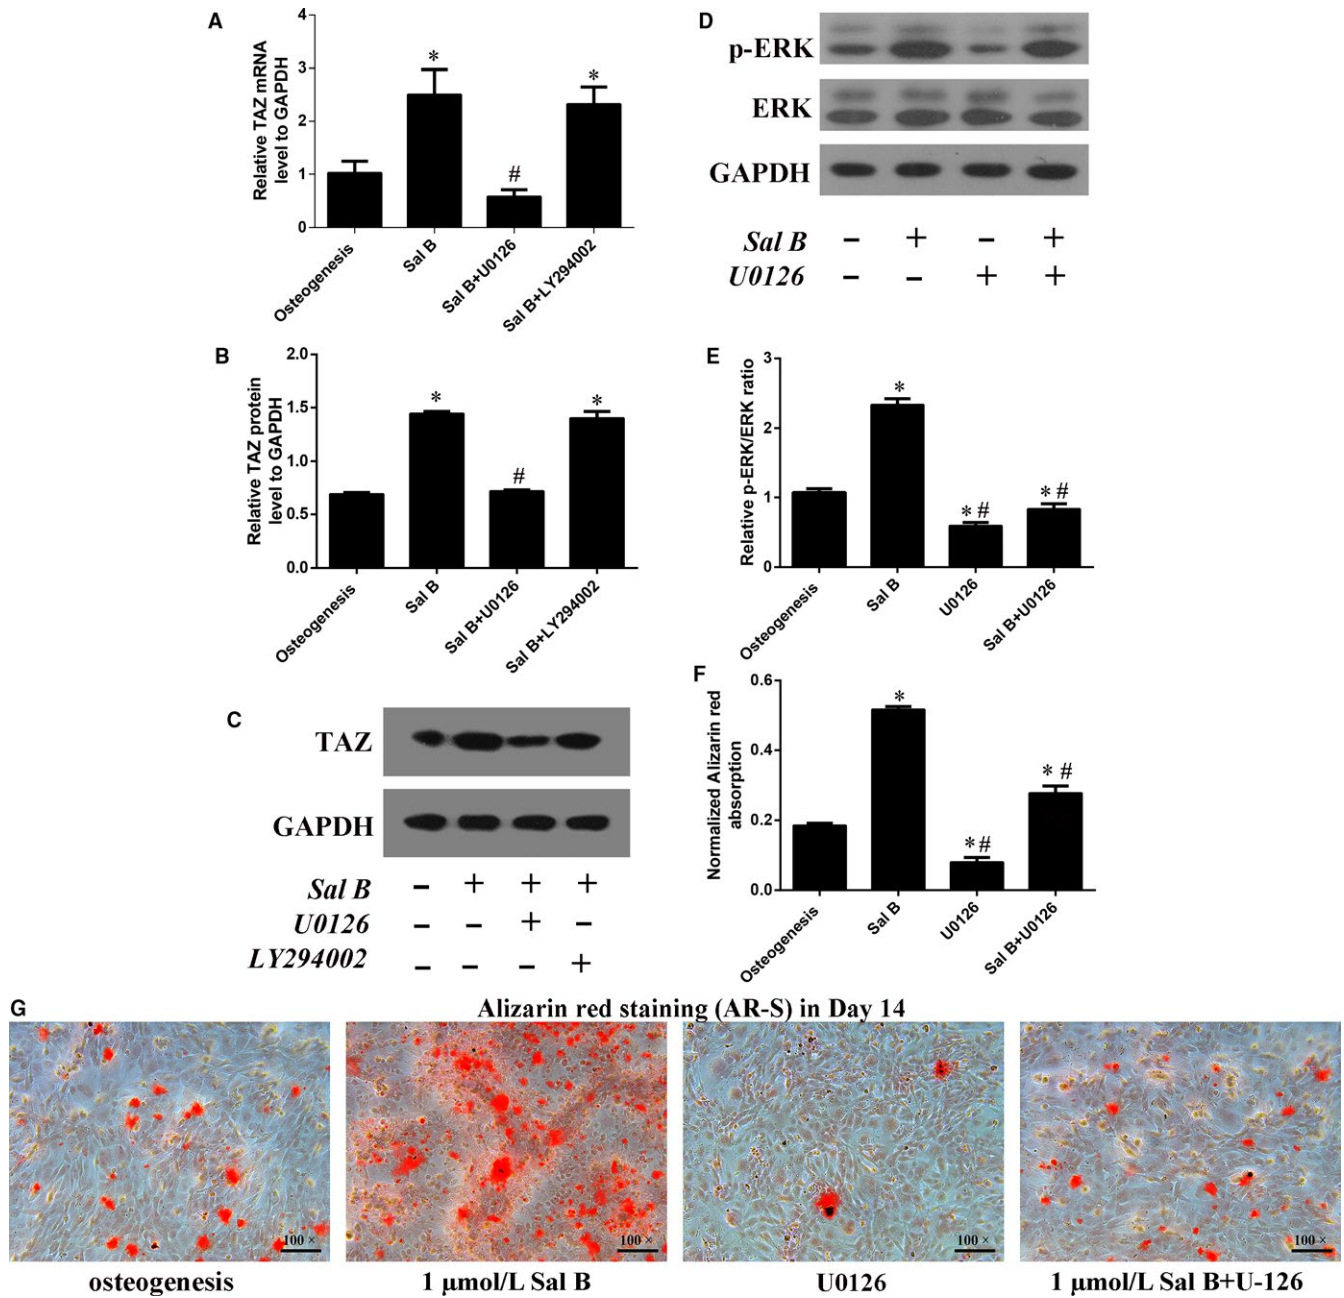 A
Relative TAZ mRNA
level to GAPDH
4
3
2
1
0
*
#
*
Osteogenesis
Sal B
Sal B+U0126
Sal B+LY294002
B
Relative TAZ protein
level to GAPDH
2.0
1.5
1.0
0.5
0.0
*
#
*
Osteogenesis
Sal B
Sal B+U0126
Sal B+LY294002
C
TAZ
GAPDH
Sal B - + + +
U0126 - - + -
LY294002 - - - +
D
p-ERK
ERK
GAPDH
Sal B - + - +
U0126 - - + +
E
Relative p-ERK/ERK ratio
3
2
1
0
*
* #
* #
Osteogenesis
Sal B
U0126
Sal B+U0126
F
Normalized Alizarin red
absorption
0.6
0.4
0.2
0.0
*
* #
* #
Osteogenesis
Sal B
U0126
Sal B+U0126
G
Alizarin red staining (AR-S) in Day 14
100 ×
100 ×
100 ×
100 ×
osteogenesis
1 μmol/L Sal B
U0126
1 μmol/L Sal B+U-126